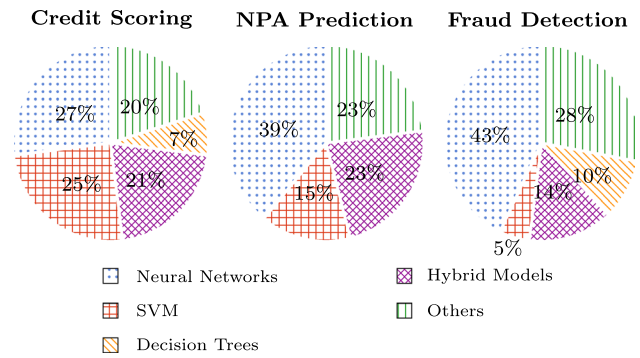 Credit Scoring
NPA Prediction
Fraud Detection
27%
20%
7%
25%
21%
39%
23%
15%
23%
43%
28%
10%
14%
5%
Neural Networks
SVM
Decision Trees
Hybrid Models
Others